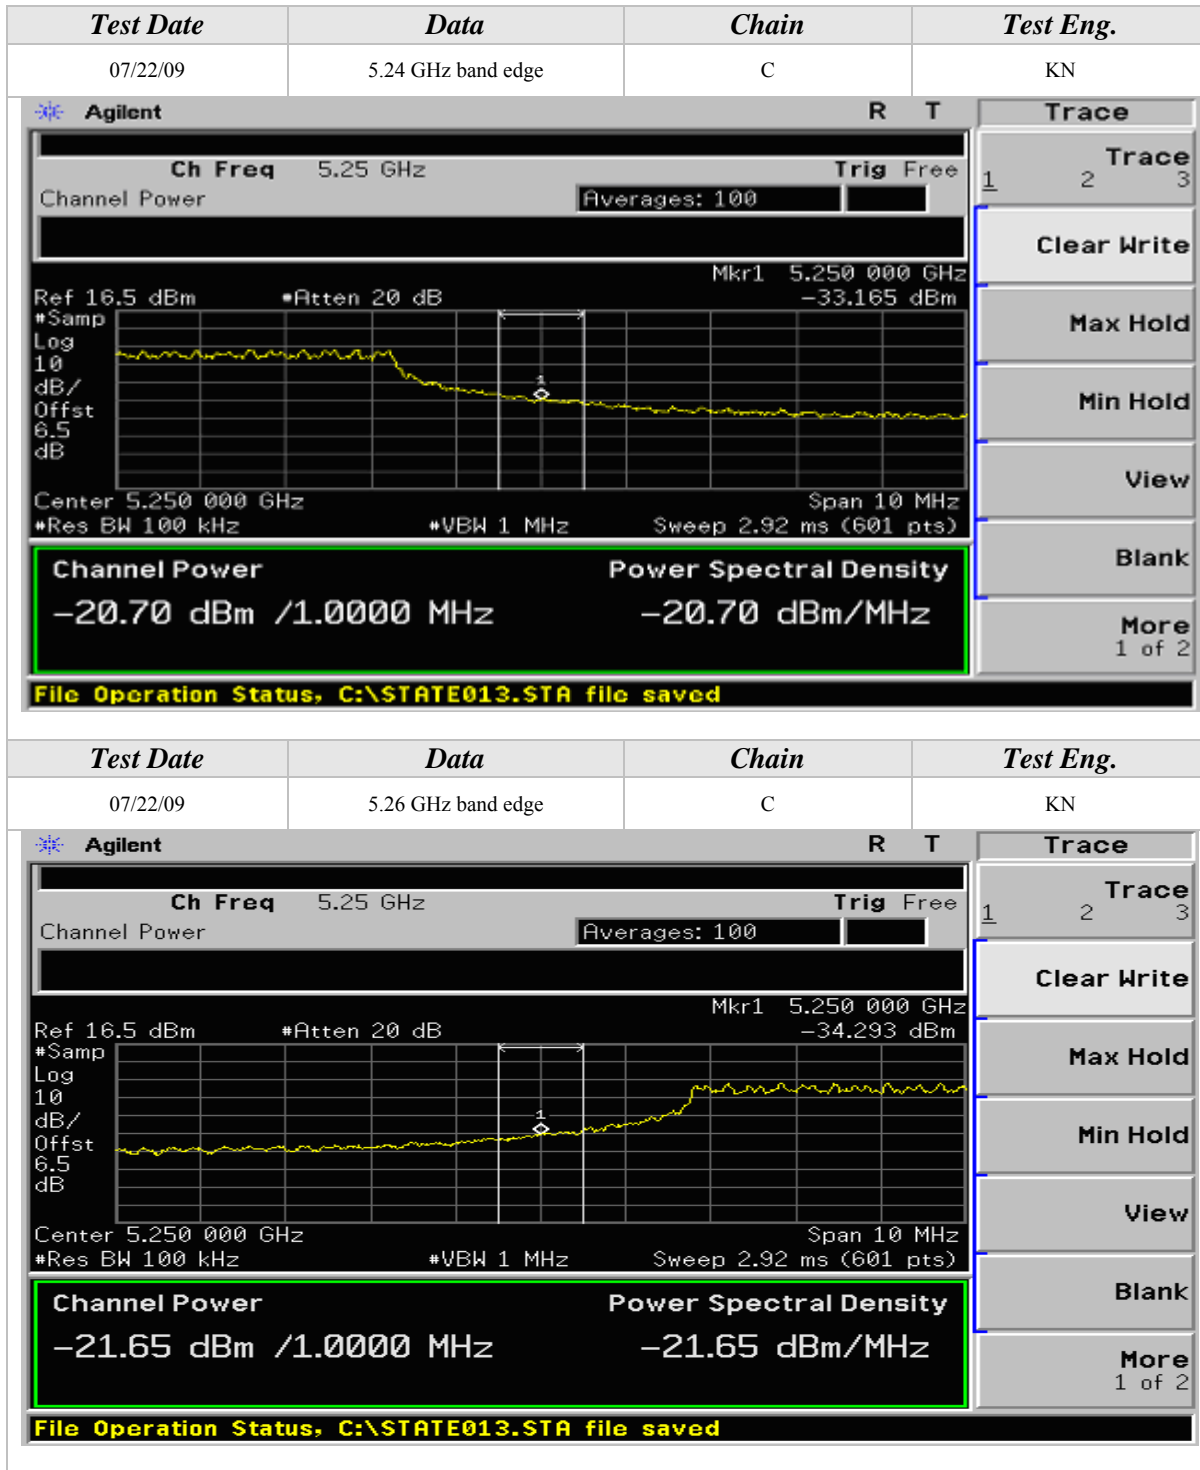 Test Date Data Chain Test Eng.
07/22/09 5.24 GHz band edge C KN
Agilent R T Trace
Ch Freq 5.25 GHz Trig Free
Channel Power Averages: 100
Trace
1 2 3
Clear Write
Max Hold
Min Hold
View
Blank
More
1 of 2
Mkr1 5.250 000 GHz
Ref 16.5 dBm *Atten 20 dB -33.165 dBm
#Samp
Log
10
dB/
Offst
6.5
dB
1
Center 5.250 000 GHz Span 10 MHz
*Res BW 100 kHz *VBW 1 MHz Sweep 2.92 ms (601 pts)
Channel Power Power Spectral Density
-20.70 dBm /1.0000 MHz -20.70 dBm/MHz
File Operation Status, C:\STATE013.STA file saved
Test Date Data Chain Test Eng.
07/22/09 5.26 GHz band edge C KN
Agilent R T Trace
Ch Freq 5.25 GHz Trig Free
Channel Power Averages: 100
Trace
1 2 3
Clear Write
Max Hold
Min Hold
View
Blank
More
1 of 2
Mkr1 5.250 000 GHz
Ref 16.5 dBm #Atten 20 dB -34.293 dBm
#Samp
Log
10
dB/
Offst
6.5
dB
1
Center 5.250 000 GHz Span 10 MHz
#Res BW 100 kHz #VBW 1 MHz Sweep 2.92 ms (601 pts)
Channel Power Power Spectral Density
-21.65 dBm /1.0000 MHz -21.65 dBm/MHz
File Operation Status, C:\STATE013.STA file saved